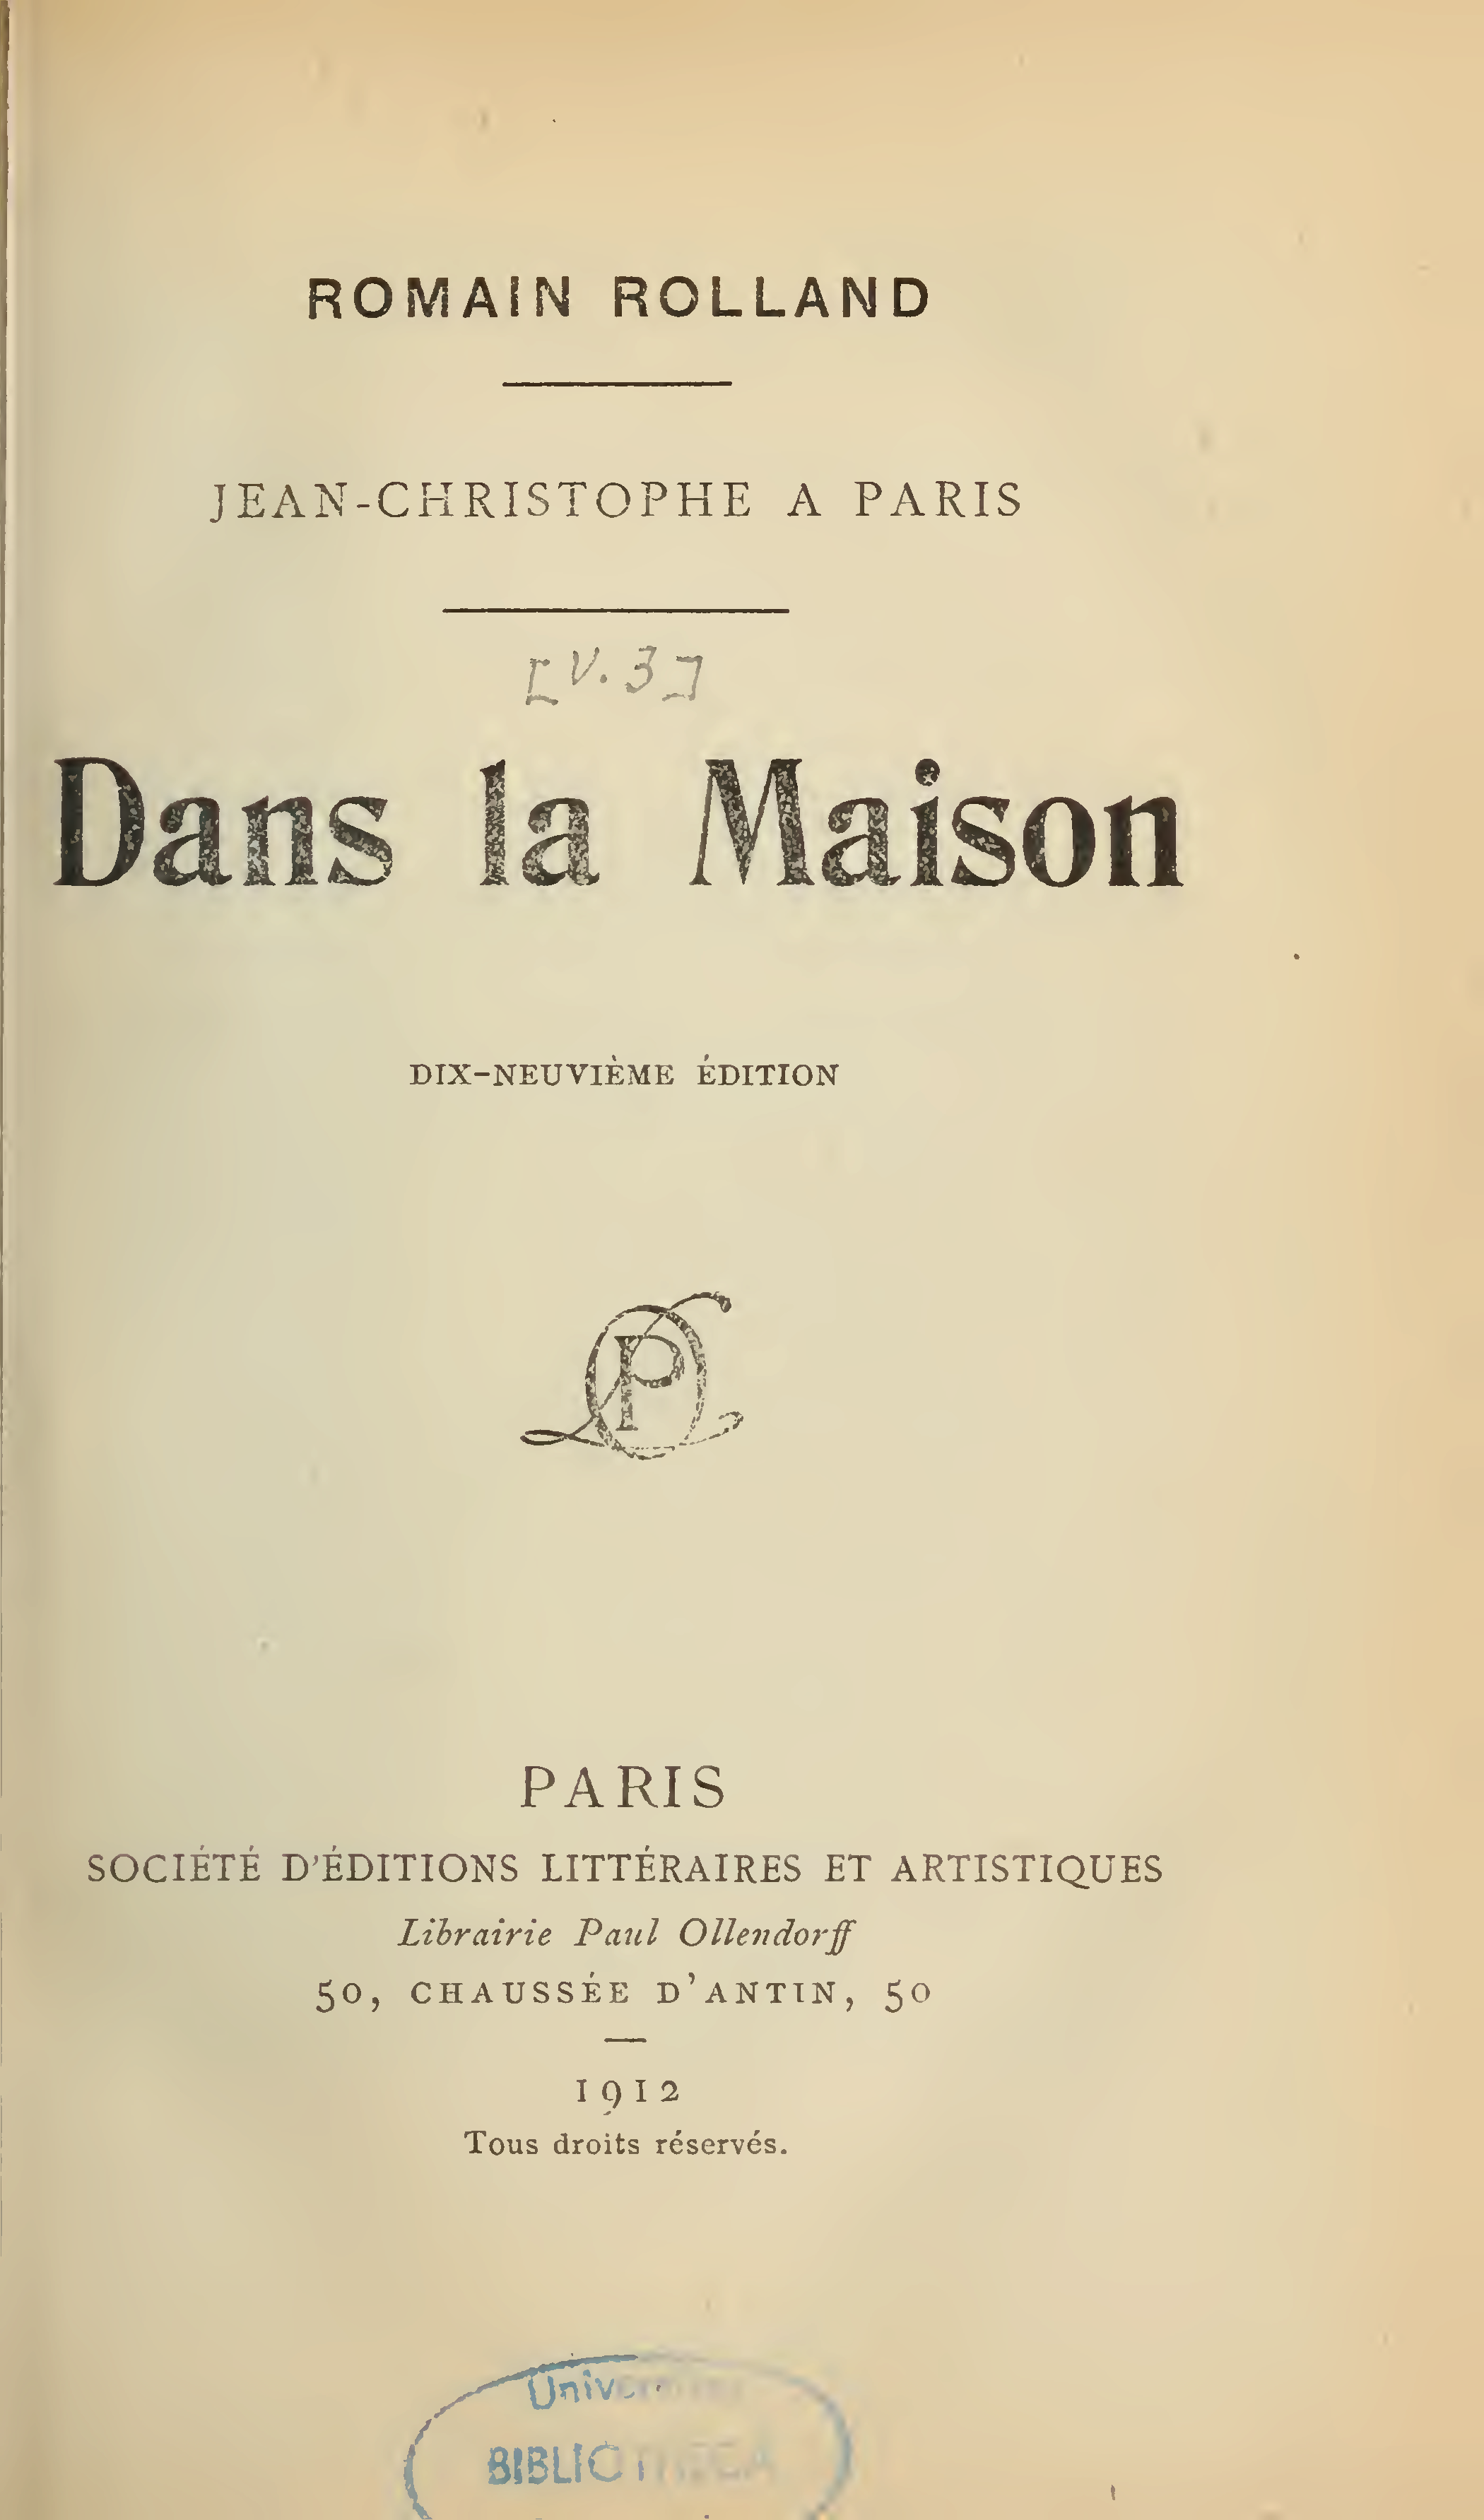 ROMAIN ROLLAND
JEAN-CHRISTOPHE A PARIS
[v. 3]
Dans la Maison
DIX-NEUVIÈME ÉDITION
PARIS
SOCIÉTÉ D'ÉDITIONS LITTÉRAIRES ET ARTISTIQUES
Librairie Paul Ollendorff
50, CHAUSSÉE D'ANTIN, 50
1912
Tous droits réservés.
BIBLIOTHECA